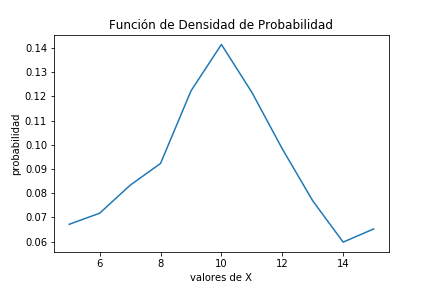 Función de Densidad de Probabilidad
0.14
0.13
0.12
0.11
0.10
0.09
0.08
0.07
0.06
probabilidad
6 8 10 12 14
valores de X